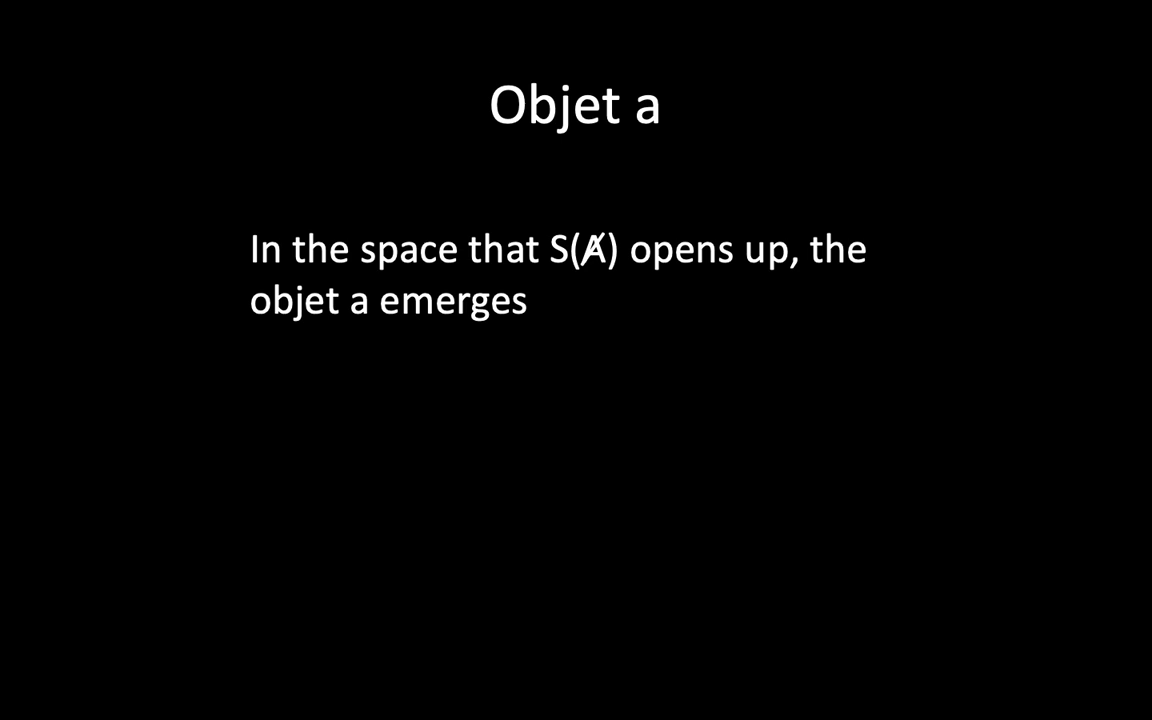 Objet a
In the space that S(Ⱥ) opens up, the
objet a emerges